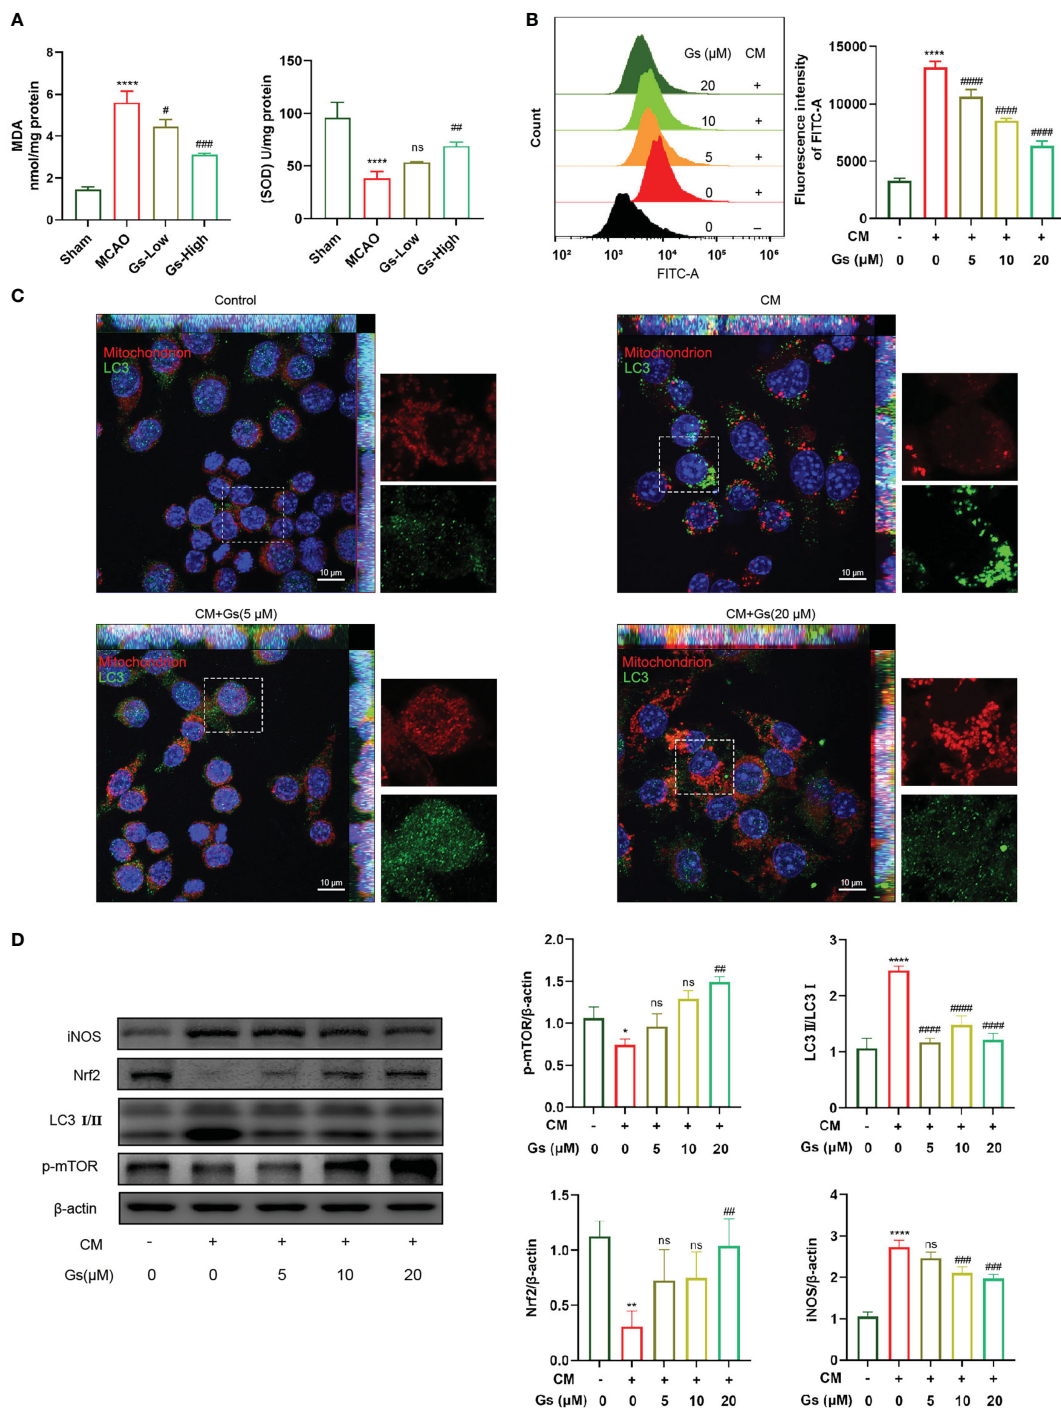 A
MDA
nmol/mg protein
8
6
4
2
0
****
#
###
Sham
MCAO
Gs-Low
Gs-High
(SOD) U/mg protein
150
100
50
0
****
ns
##
Sham
MCAO
Gs-Low
Gs-High
B
Count
Gs (μM) CM
20 +
10 +
5 +
0 +
0 –
10² 10³ 10⁴ 10⁵ 10⁶
FITC-A
Fluorescence intensity
of FITC-A
15000
10000
5000
0
****
####
####
####
CM - + + + +
Gs (μM) 0 0 5 10 20
C
Control
Mitochondrion
LC3
10 μm
CM
Mitochondrion
LC3
10 μm
CM+Gs(5 μM)
Mitochondrion
LC3
10 μm
CM+Gs(20 μM)
Mitochondrion
LC3
10 μm
D
iNOS
Nrf2
LC3 I/II
p-mTOR
β-actin
CM - + + + +
Gs(μM) 0 0 5 10 20
p-mTOR/β-actin
2.0
1.5
1.0
0.5
0.0
*
ns
ns
##
CM - + + + +
Gs (μM) 0 0 5 10 20
LC3 II/LC3 I
3
2
1
0
****
####
####
####
CM - + + + +
Gs (μM) 0 0 5 10 20
Nrf2/β-actin
1.5
1.0
0.5
0.0
**
ns
ns
##
CM - + + + +
Gs (μM) 0 0 5 10 20
iNOS/β-actin
4
3
2
1
0
****
ns
###
###
CM - + + + +
Gs (μM) 0 0 5 10 20